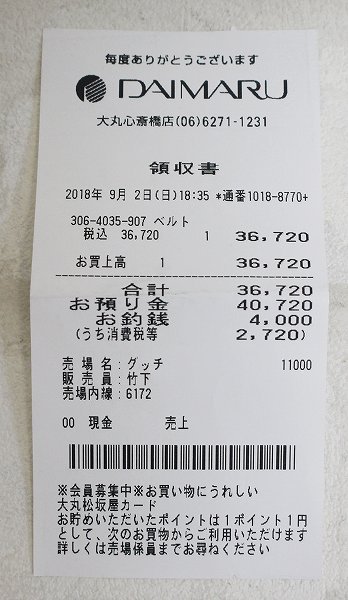 毎度ありがとうございます
DAIMARU
大丸心斎橋店(06)6271-1231
領収書
2018年 9月 2日(日)18:35 *通番1018-8770+
306-4035-907 ベルト
税込 36,720 1 36,720
お買上高 1 36,720
合計 36,720
お預り金 40,720
お釣銭 4,000
(うち消費税等 2,720)
売場名:グッチ 11000
販売員:竹下
売場内線:6172
00 現金 売上
※会員募集中※お買い物にうれしい
大丸松坂屋カード
お貯めいただいたポイントは1ポイント1円
として、次のお買物からご利用いただけます
詳しくは売場係員までお尋ねください